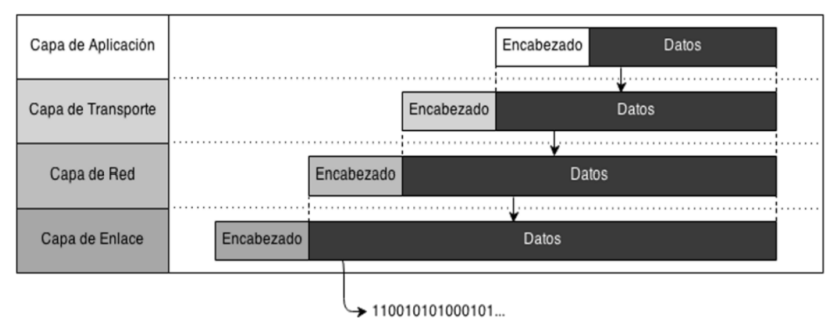 Capa de Aplicación
Encabezado
Datos
Capa de Transporte
Encabezado
Datos
Capa de Red
Encabezado
Datos
Capa de Enlace
Encabezado
Datos
110010101000101...